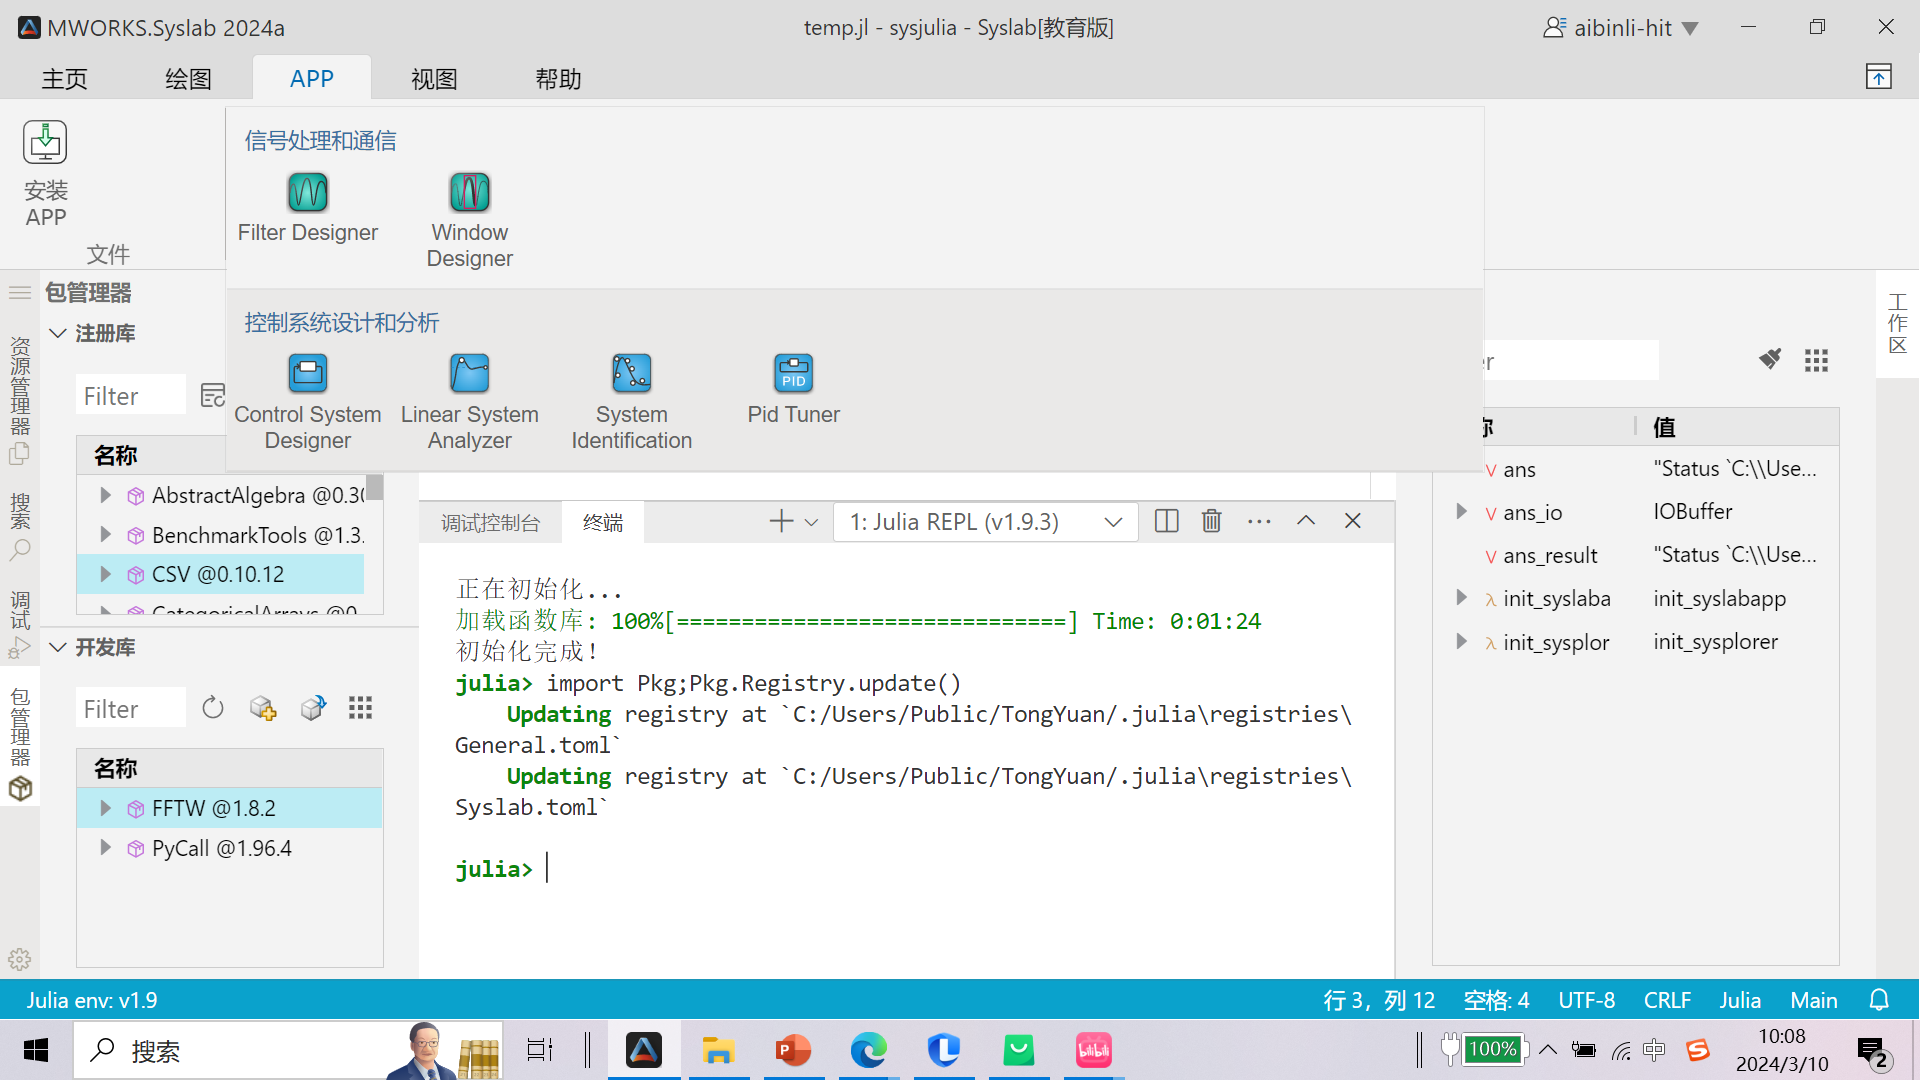 MWORKS.Syslab 2024a
temp.jl - sysjulia - Syslab[教育版]
aibinli-hit
主页
绘图
APP
视图
帮助
安装
APP
文件
信号处理和通信
Filter Designer
Window
Designer
控制系统设计和分析
Control System
Designer
Linear System
Analyzer
System
Identification
PID
Pid Tuner
资源管理器
搜索
调试
包管理器
包管理器
注册库
Filter
名称
AbstractAlgebra @0.30
BenchmarkTools @1.3.
CSV @0.10.12
CategoricalArrays @0
开发库
Filter
名称
FFTW @1.8.2
PyCall @1.96.4
调试控制台
终端
1: Julia REPL (v1.9.3)
正在初始化...
加载函数库: 100%[==============================] Time: 0:01:24
初始化完成!
julia> import Pkg;Pkg.Registry.update()
Updating registry at `C:/Users/Public/TongYuan/.julia\registries\
General.toml`
Updating registry at `C:/Users/Public/TongYuan/.julia\registries\
Syslab.toml`
julia>
工作区
er
称
值
ans
"Status `C:\\Use...
ans_io
IOBuffer
ans_result
"Status `C:\\Use...
init_syslaba
init_syslabapp
init_sysplor
init_sysplorer
Julia env: v1.9
行 3，列 12
空格: 4
UTF-8
CRLF
Julia
Main
搜索
bilibili
100%
中
10:08
2024/3/10
2